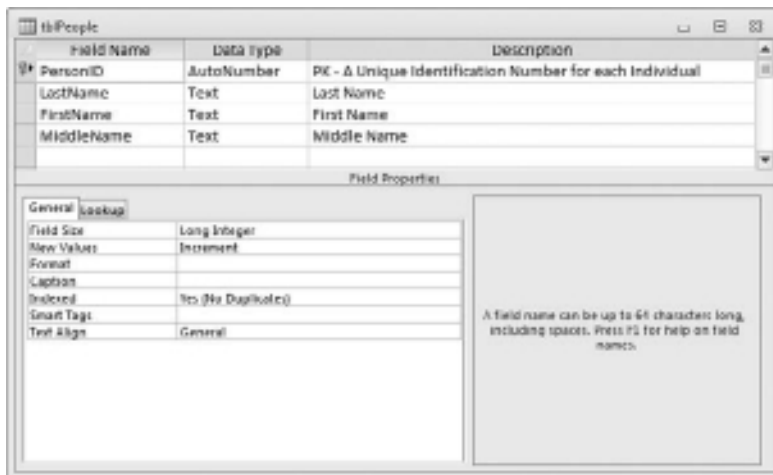 tblPeople
Field Name Data Type Description
PersonID AutoNumber PK - A Unique Identification Number for each Individual
LastName Text Last Name
FirstName Text First Name
MiddleName Text Middle Name
Field Properties
General Lookup
Field Size Long Integer
New Values Increment
Format
Caption
Indexed Yes (No Duplicates)
Smart Tags
Text Align General
A field name can be up to 64 characters long,
including spaces. Press F1 for help on field
names.